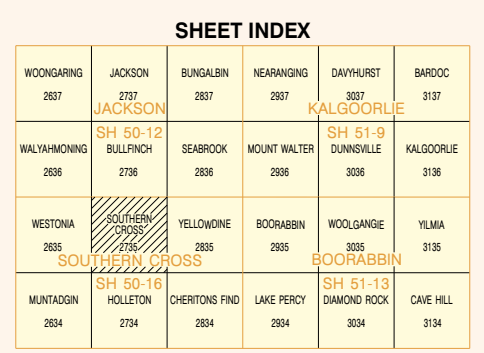 SHEET INDEX
WOONGARING JACKSON BUNGALBIN NEARANGING DAVYHURST BARDOC
2637 2737 2837 2937 3037 3137
JACKSON KALGOORLIE
SH 50-12 SH 51-9
WALYAHMONING BULLFINCH SEABROOK MOUNT WALTER DUNNSVILLE KALGOORLIE
2636 2736 2836 2936 3036 3136
WESTONIA SOUTHERN CROSS YELLOWDINE BOORABBIN WOOLGANGIE YILMIA
2635 2735 2835 2935 3035 3135
SOUTHERN CROSS BOORABBIN
SH 50-16 SH 51-13
MUNTADGIN HOLLETON CHERITONS FIND LAKE PERCY DIAMOND ROCK CAVE HILL
2634 2734 2834 2934 3034 3134